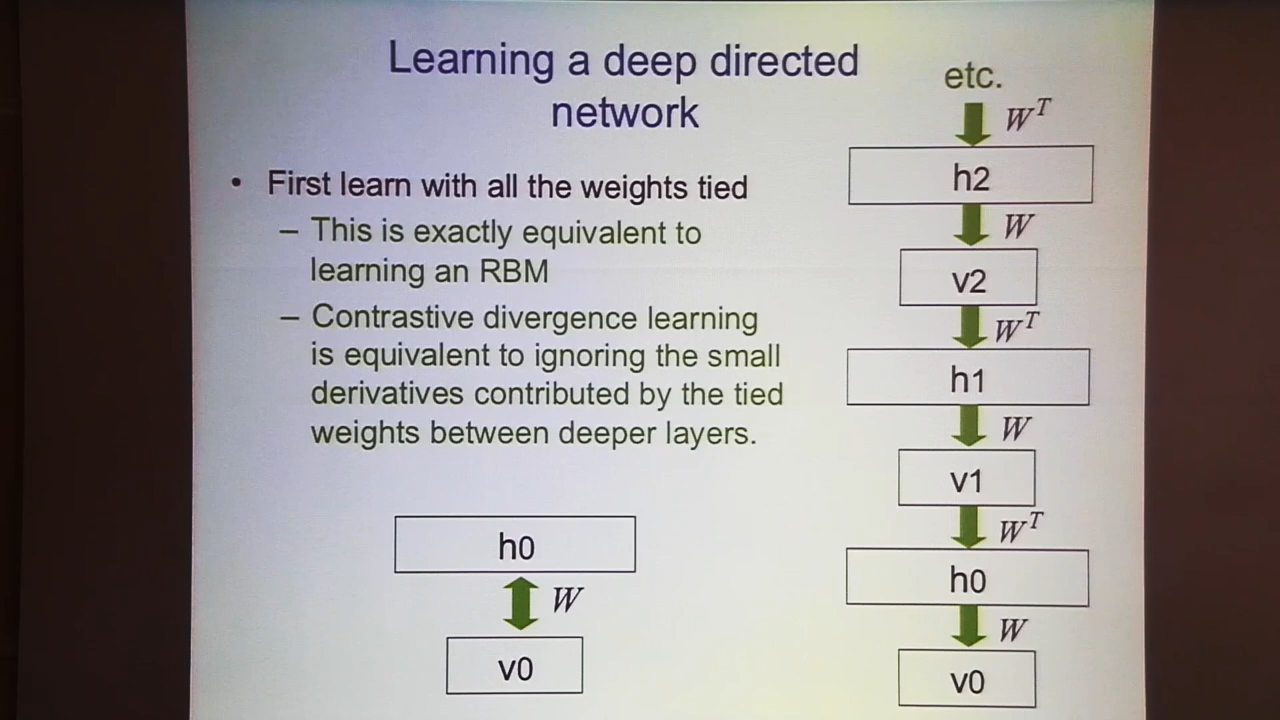 Learning a deep directed
network
• First learn with all the weights tied
– This is exactly equivalent to
learning an RBM
– Contrastive divergence learning
is equivalent to ignoring the small
derivatives contributed by the tied
weights between deeper layers.
h0
W
v0
etc.
W^T
h2
W
v2
W^T
h1
W
v1
W^T
h0
W
v0